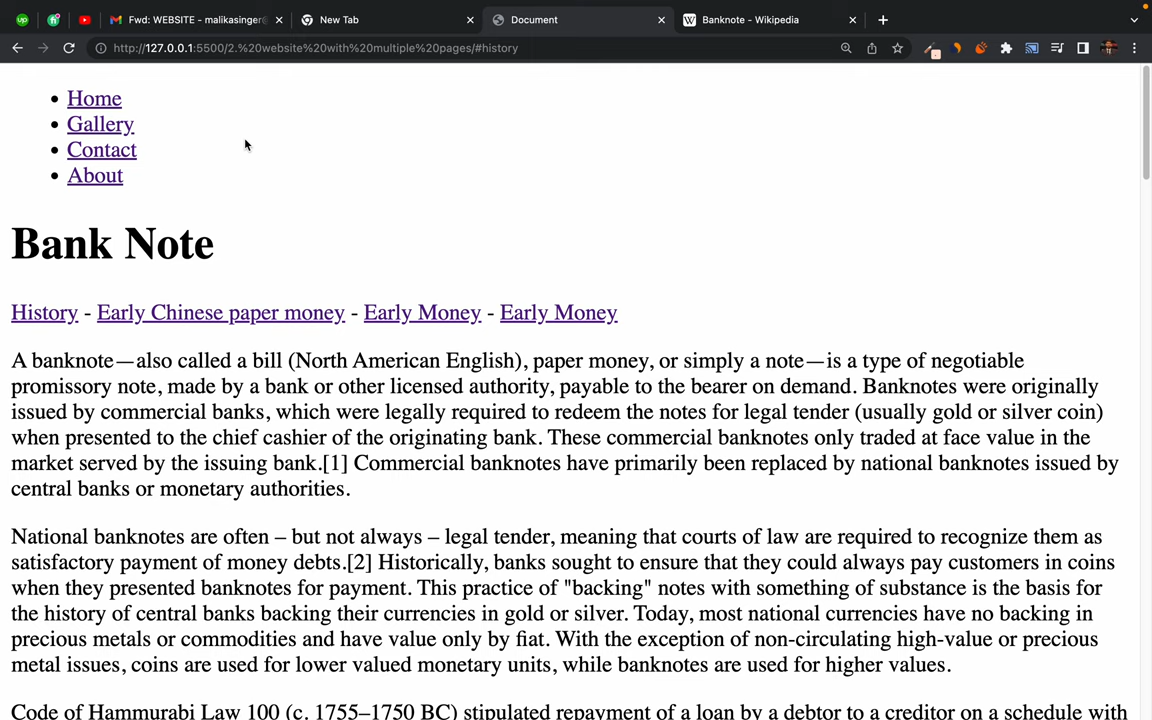 Fwd: WEBSITE - malikasinger
New Tab
Document
Banknote - Wikipedia
http://127.0.0.1:5500/2.%20website%20with%20multiple%20pages/#history
Home
Gallery
Contact
About
Bank Note
History - Early Chinese paper money - Early Money - Early Money
A banknote—also called a bill (North American English), paper money, or simply a note—is a type of negotiable
promissory note, made by a bank or other licensed authority, payable to the bearer on demand. Banknotes were originally
issued by commercial banks, which were legally required to redeem the notes for legal tender (usually gold or silver coin)
when presented to the chief cashier of the originating bank. These commercial banknotes only traded at face value in the
market served by the issuing bank.[1] Commercial banknotes have primarily been replaced by national banknotes issued by
central banks or monetary authorities.
National banknotes are often – but not always – legal tender, meaning that courts of law are required to recognize them as
satisfactory payment of money debts.[2] Historically, banks sought to ensure that they could always pay customers in coins
when they presented banknotes for payment. This practice of "backing" notes with something of substance is the basis for
the history of central banks backing their currencies in gold or silver. Today, most national currencies have no backing in
precious metals or commodities and have value only by fiat. With the exception of non-circulating high-value or precious
metal issues, coins are used for lower valued monetary units, while banknotes are used for higher values.
Code of Hammurabi Law 100 (c. 1755–1750 BC) stipulated repayment of a loan by a debtor to a creditor on a schedule with